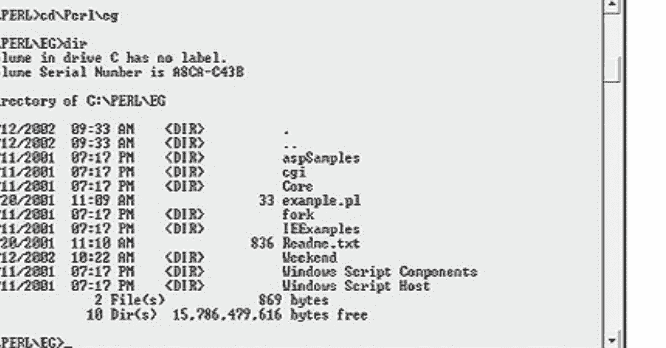 PERL>cd\Perl\eg
PERL\EG>dir
lume in drive C has no label.
lume Serial Number is A8CA-C43B
rectory of C:\PERL\EG
12/2002 09:33 AM <DIR> .
12/2002 09:33 AM <DIR> ..
11/2001 07:17 PM <DIR> aspSamples
11/2001 07:17 PM <DIR> cgi
11/2001 07:17 PM <DIR> Core
20/2001 11:09 AM 33 example.pl
11/2001 07:17 PM <DIR> fork
11/2001 07:17 PM <DIR> IEExamples
20/2001 11:10 AM 836 Readme.txt
12/2002 10:22 AM <DIR> Weekend
11/2001 07:17 PM <DIR> Windows Script Components
11/2001 07:17 PM <DIR> Windows Script Host
2 File(s) 869 bytes
10 Dir(s) 15,786,479,616 bytes free
PERL\EG>_